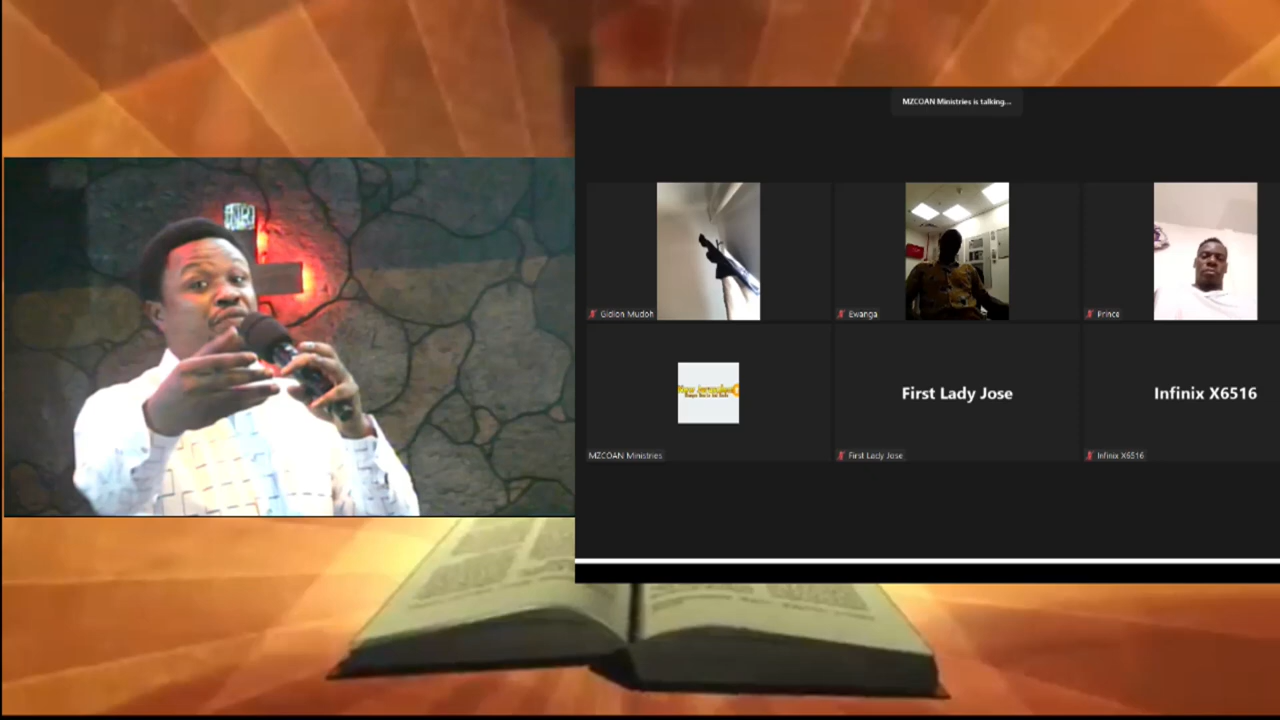 MZCOAN Ministries is talking...
INRI
Gidion Mudoh
Ewanga
Prince
First Lady Jose
Infinix X6516
MZCOAN Ministries
First Lady Jose
Infinix X6516